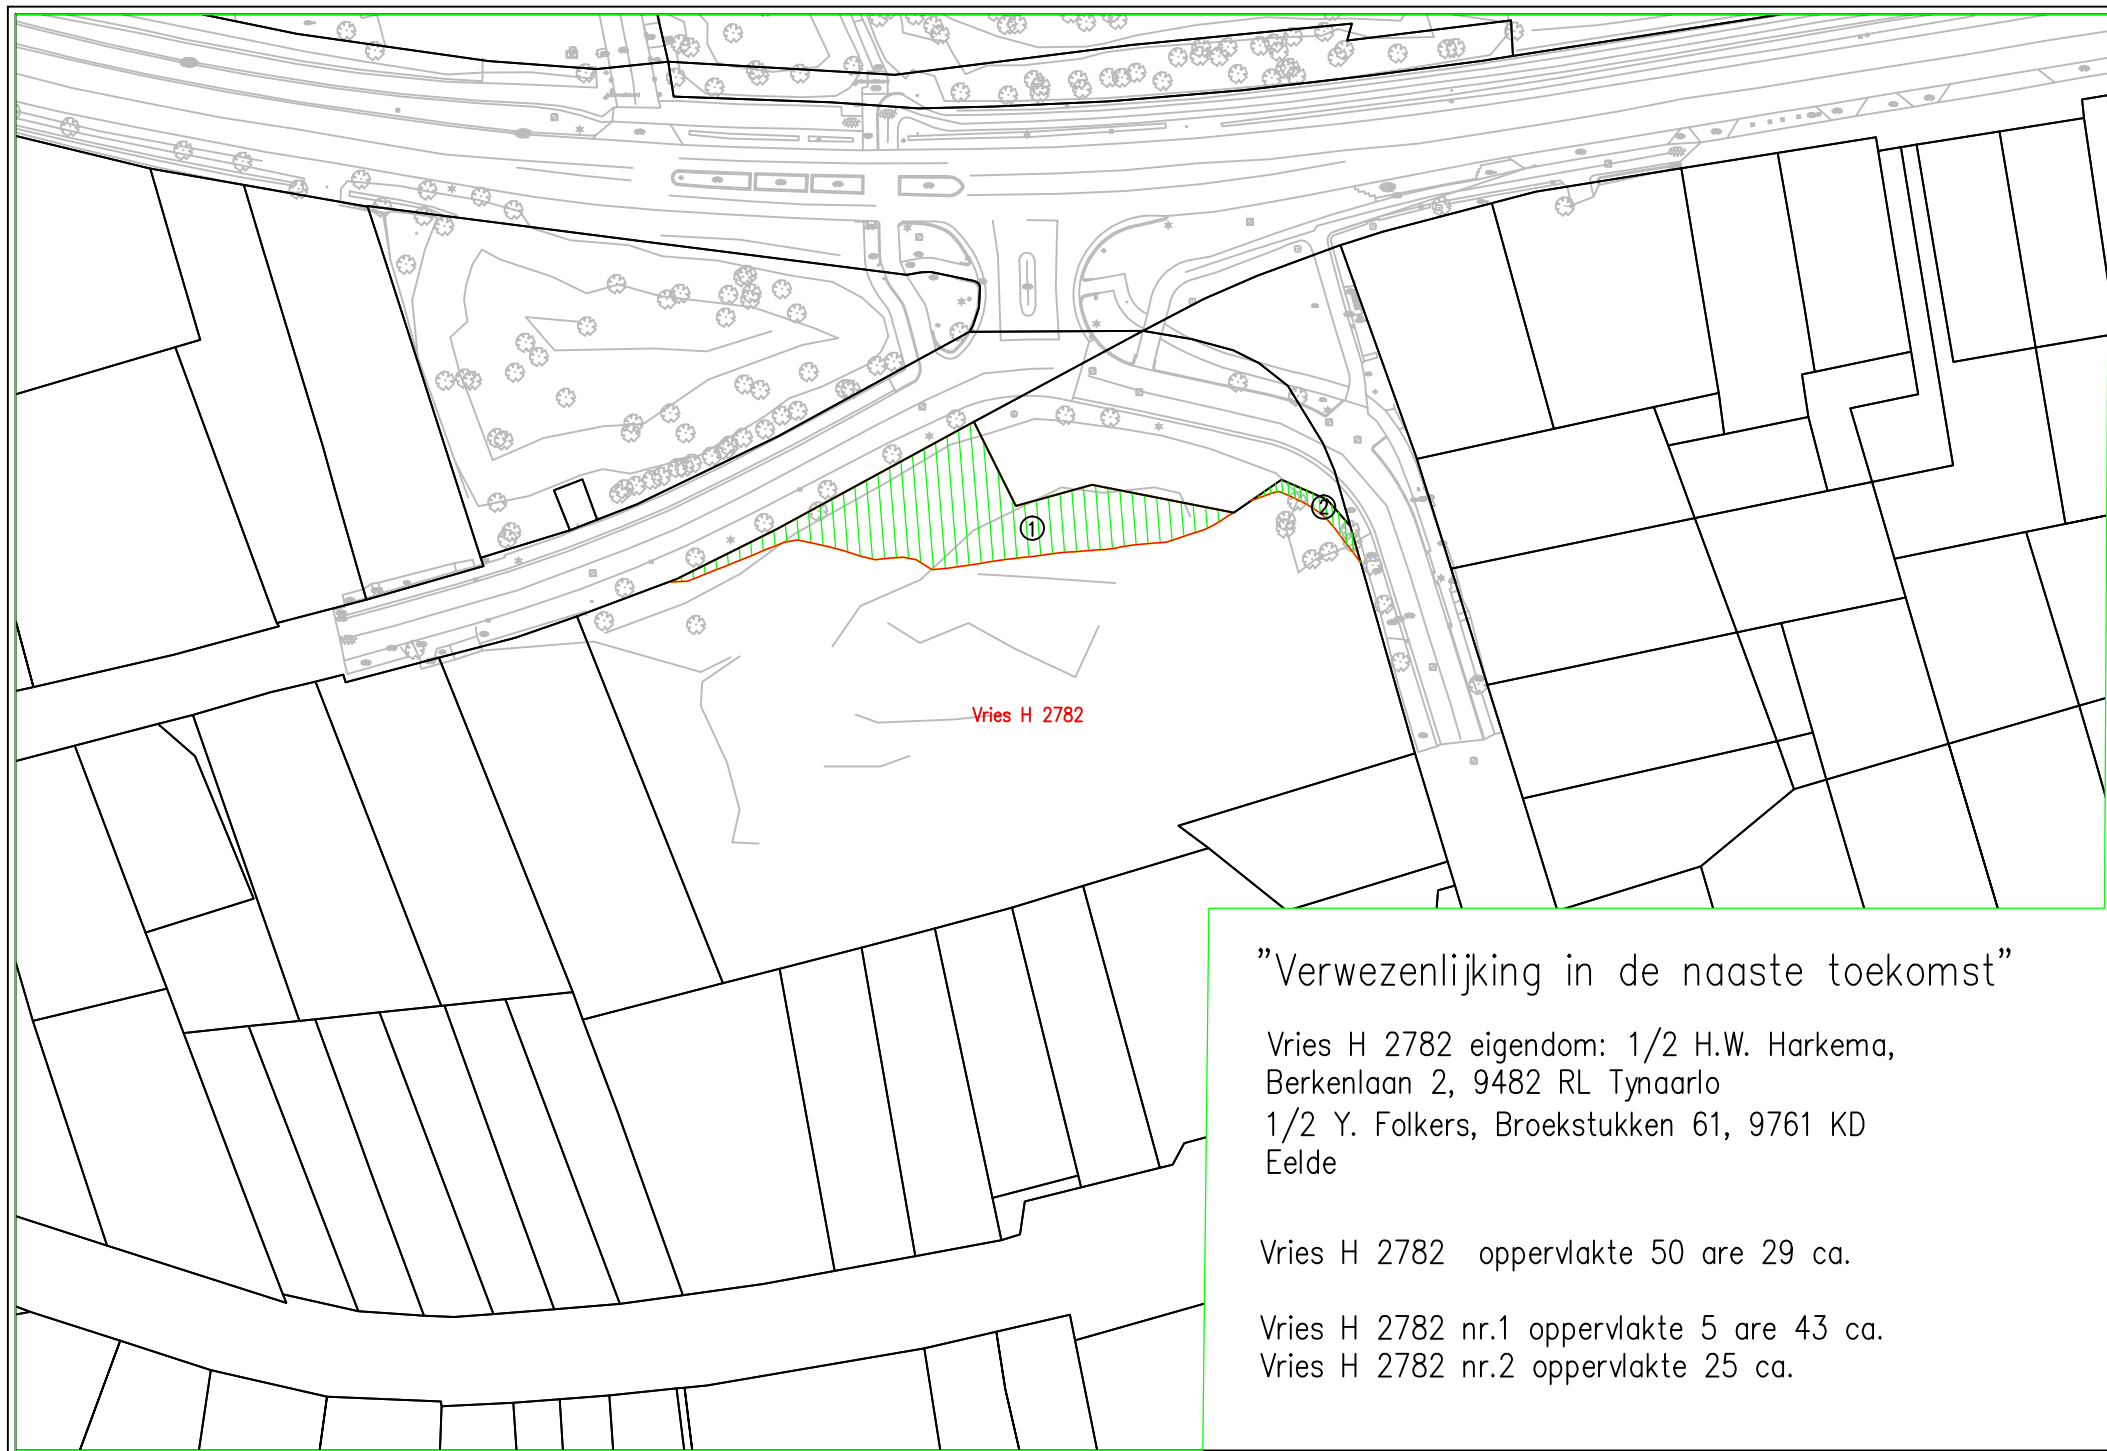 1
2
Vries H 2782
"Verwezenlijking in de naaste toekomst"
Vries H 2782 eigendom: 1/2 H.W. Harkema,
Berkenlaan 2, 9482 RL Tynaarlo
1/2 Y. Folkers, Broekstukken 61, 9761 KD
Eelde
Vries H 2782 oppervlakte 50 are 29 ca.
Vries H 2782 nr.1 oppervlakte 5 are 43 ca.
Vries H 2782 nr.2 oppervlakte 25 ca.